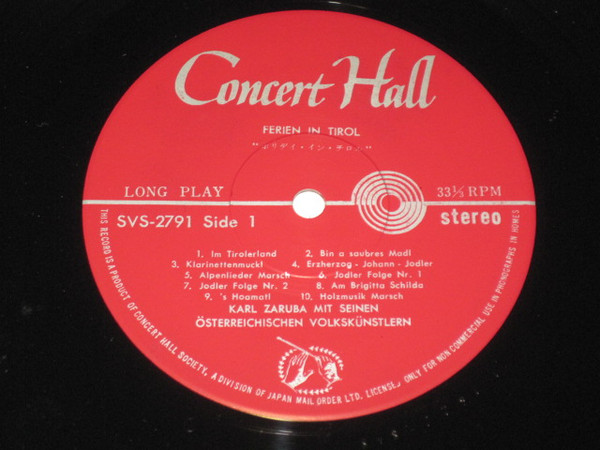 Concert Hall
FERIEN IN TIROL
"ホリデイ・イン・チロル"
LONG PLAY
33⅓ RPM
SVS-2791 Side 1
stereo
1. Im Tirolerland 2. Bin a saubres Madl
3. Klarinettenmuckl 4. Erzherzog - Johann - Jodler
5. Alpenlieder Marsch 6. Jodler Folge Nr. 1
7. Jodler Folge Nr. 2 8. Am Brigitta Schilda
9. 's Hoamatl 10. Holzmusik Marsch
KARL ZARUBA MIT SEINEN
ÖSTERREICHISCHEN VOLKSKÜNSTLERN
THIS RECORD IS A PRODUCT OF CONCERT HALL SOCIETY, A DIVISION OF JAPAN MAIL ORDER LTD. LICENSE, ONLY FOR NON COMMERCIAL USE IN PHONOGRAPHS IN HOMES